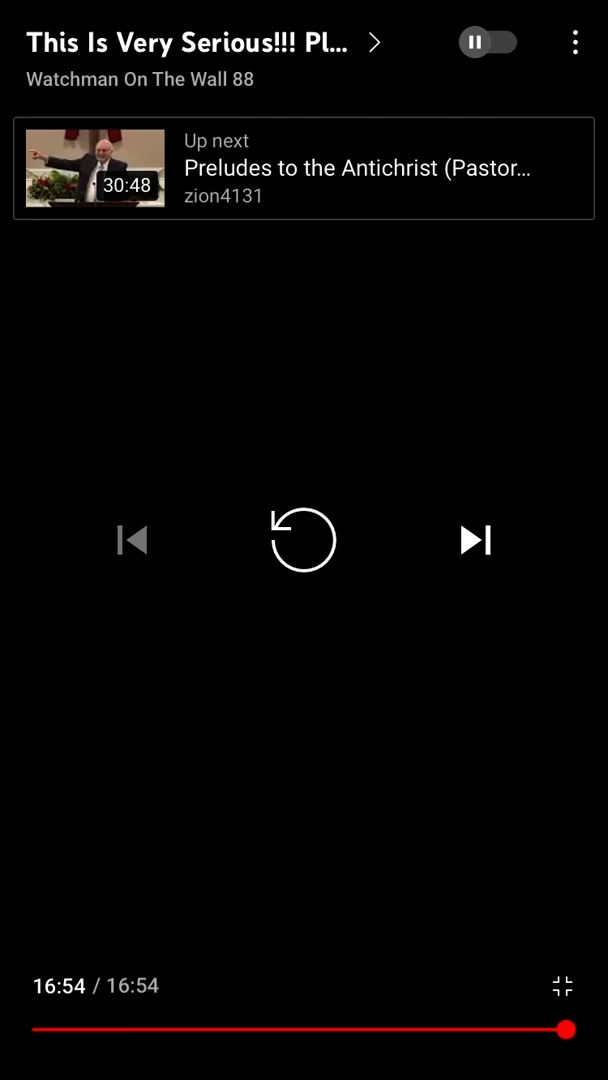 This Is Very Serious!!! Pl...
Watchman On The Wall 88
Up next
30:48
Preludes to the Antichrist (Pastor...
zion4131
16:54 / 16:54